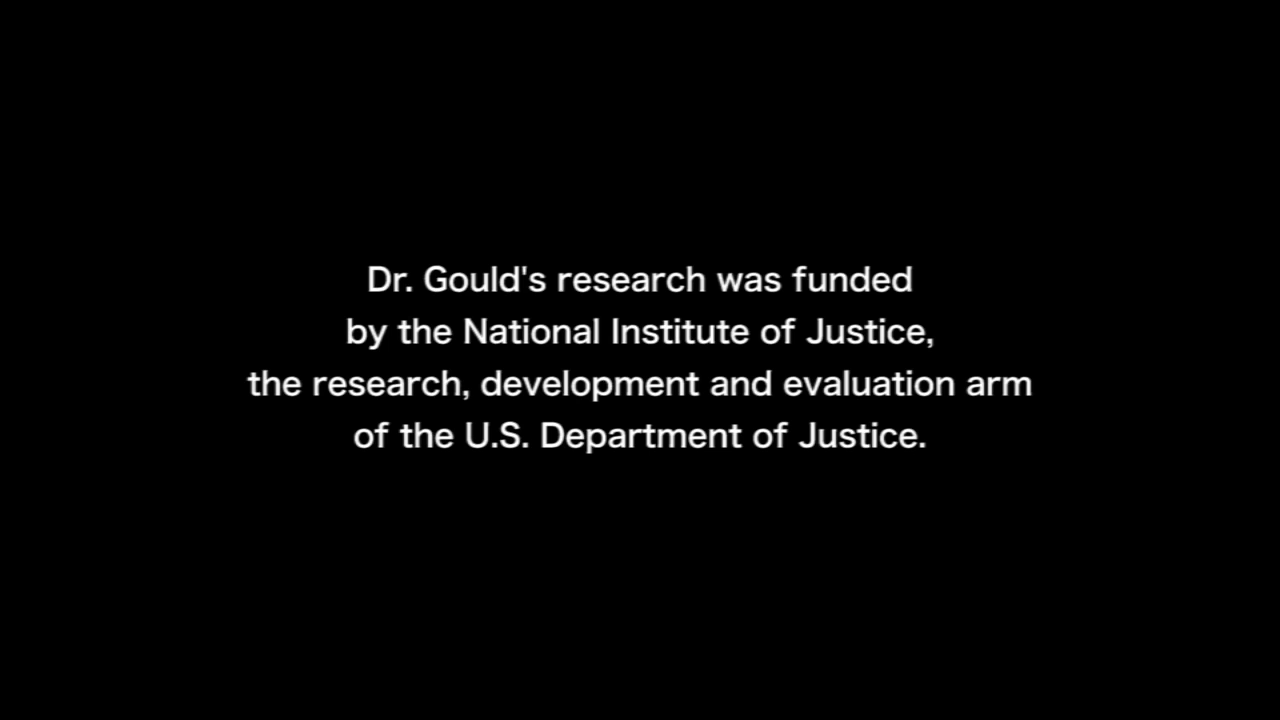 Dr. Gould's research was funded
by the National Institute of Justice,
the research, development and evaluation arm
of the U.S. Department of Justice.